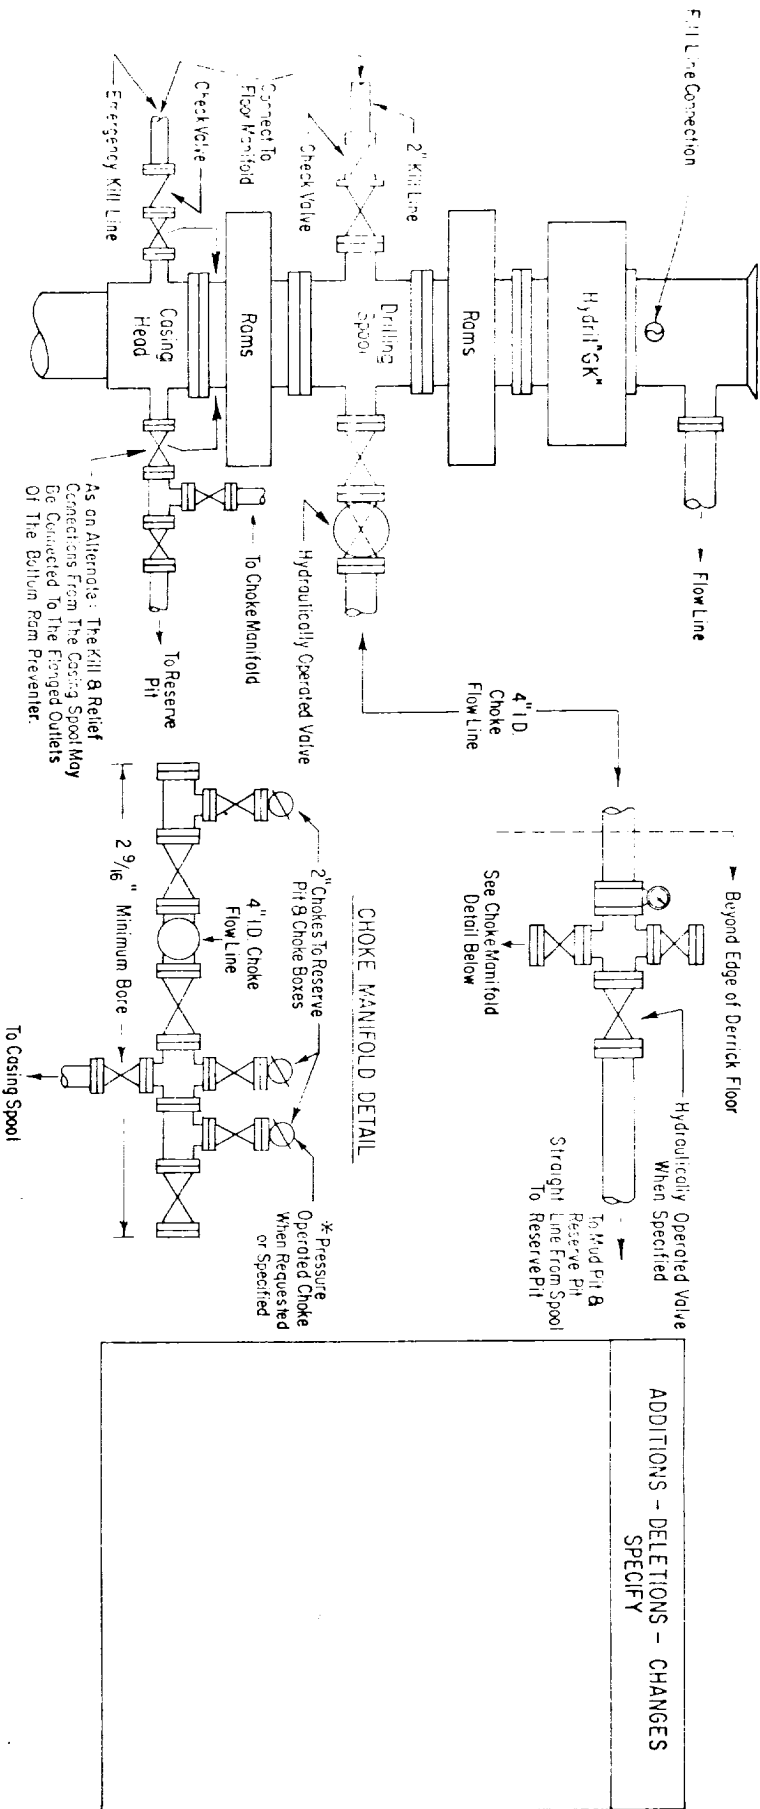 Fill Line Connection
Flow Line
Hydril "GK"
Rams
2" Kill Line
Check Valve
Connect To
Floor Manifold
Drilling
Spool
Hydraulically Operated Valve
4" I.D.
Choke
Flow Line
Rams
Check Valve
Emergency Kill Line
Casing
Head
To Choke Manifold
To Reserve
Pit
As an Alternate: The Kill & Relief
Connections From The Casing Spool May
Be Connected To The Flanged Outlets
Of The Bottom Ram Preventer.
Beyond Edge of Derrick Floor
Hydraulically Operated Valve
When Specified
See Choke Manifold
Detail Below
To Mud Pit &
Reserve Pit
Straight Line From Spool
To Reserve Pit
CHOKE MANIFOLD DETAIL
2" Chokes To Reserve
Pit & Choke Boxes
4" I.D. Choke
Flow Line
*Pressure
Operated Choke
When Requested
or Specified
2 9/16" Minimum Bore
To Casing Spool
ADDITIONS - DELETIONS - CHANGES
SPECIFY